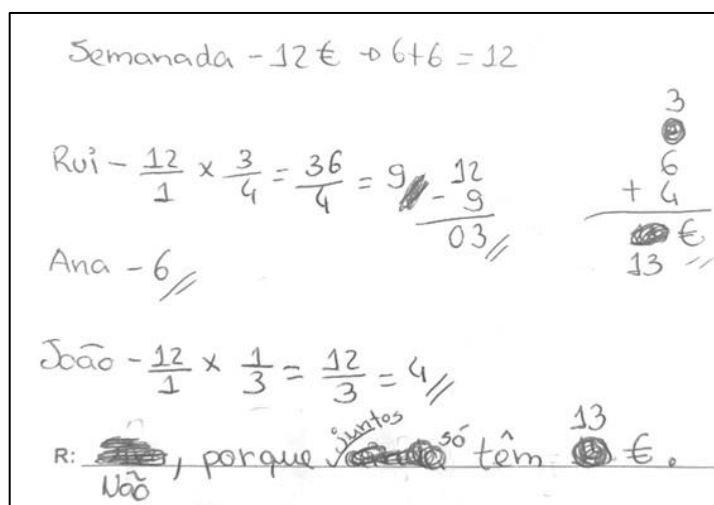 Semanada - 12€ → 6+6 = 12
Rui - 12/1 × 3/4 = 36/4 = 9
12
- 9
03 //
3
6
+ 4
€
13 //
Ana - 6 //
João - 12/1 × 1/3 = 12/3 = 4 //
R: Não, porque juntos só têm 13 €.